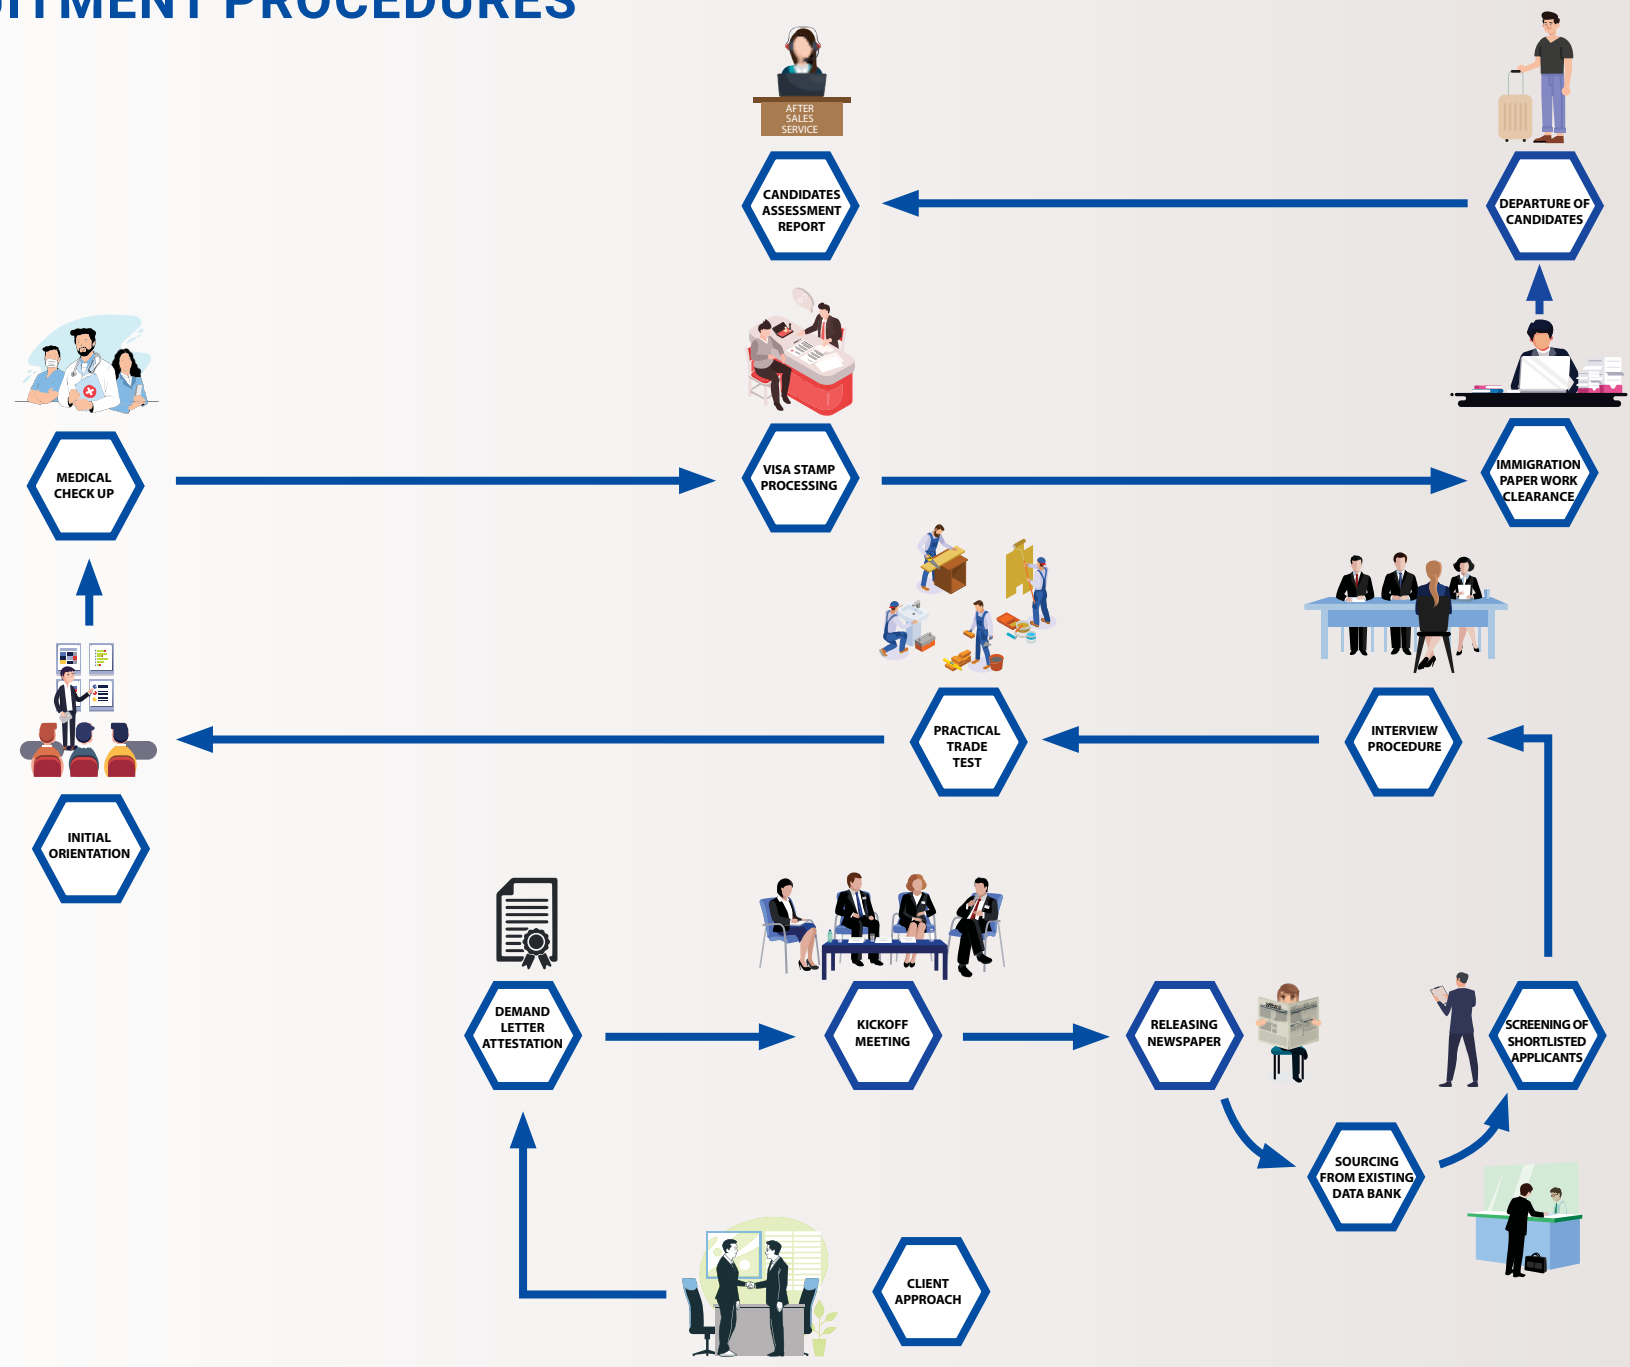 UITMENT PROCEDURES
AFTER
SALES
SERVICE
CANDIDATES
ASSESSMENT
REPORT
DEPARTURE OF
CANDIDATES
MEDICAL
CHECK UP
VISA STAMP
PROCESSING
IMMIGRATION
PAPER WORK
CLEARANCE
PRACTICAL
TRADE
TEST
INTERVIEW
PROCEDURE
INITIAL
ORIENTATION
DEMAND
LETTER
ATTESTATION
KICKOFF
MEETING
RELEASING
NEWSPAPER
SCREENING OF
SHORTLISTED
APPLICANTS
SOURCING
FROM EXISTING
DATA BANK
CLIENT
APPROACH